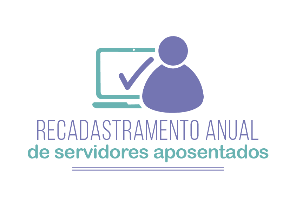 RECADASTRAMENTO ANUAL
de servidores aposentados